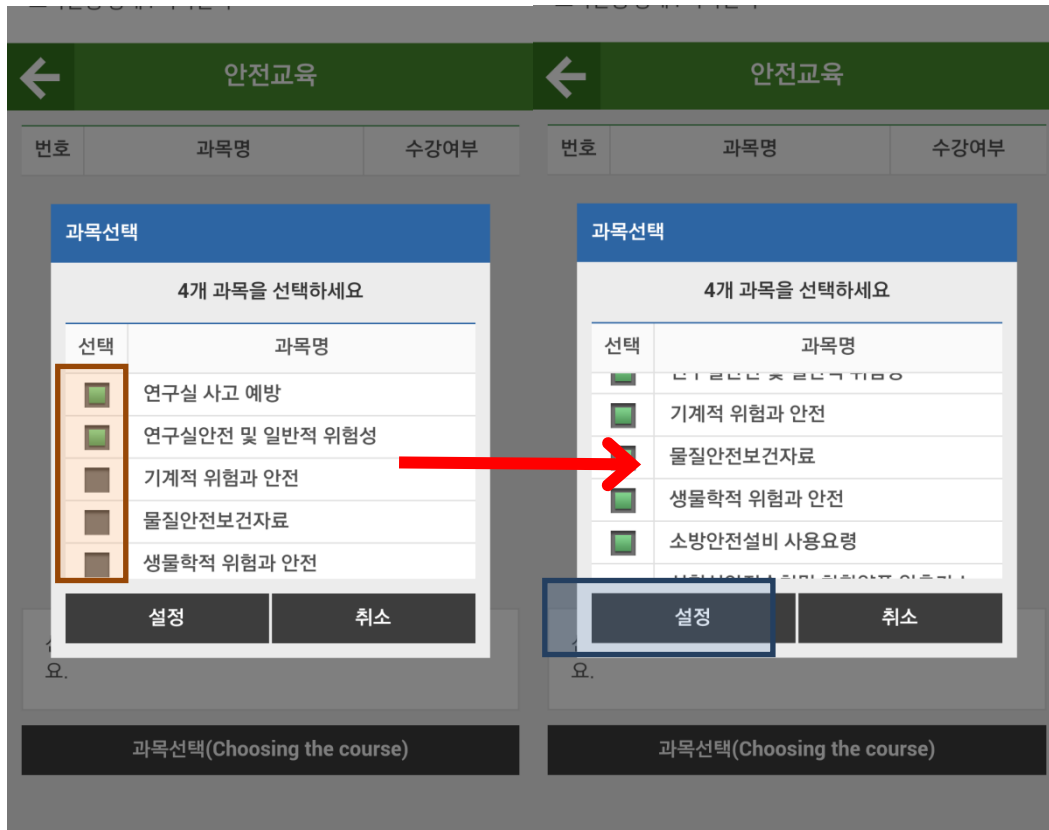 안전교육
번호 과목명 수강여부
과목선택
4개 과목을 선택하세요
선택 과목명
연구실 사고 예방
연구실안전 및 일반적 위험성
기계적 위험과 안전
물질안전보건자료
생물학적 위험과 안전
설정 취소
요.
과목선택(Choosing the course)
안전교육
번호 과목명 수강여부
과목선택
4개 과목을 선택하세요
선택 과목명
기계적 위험과 안전
물질안전보건자료
생물학적 위험과 안전
소방안전설비 사용요령
설정 취소
요.
과목선택(Choosing the course)